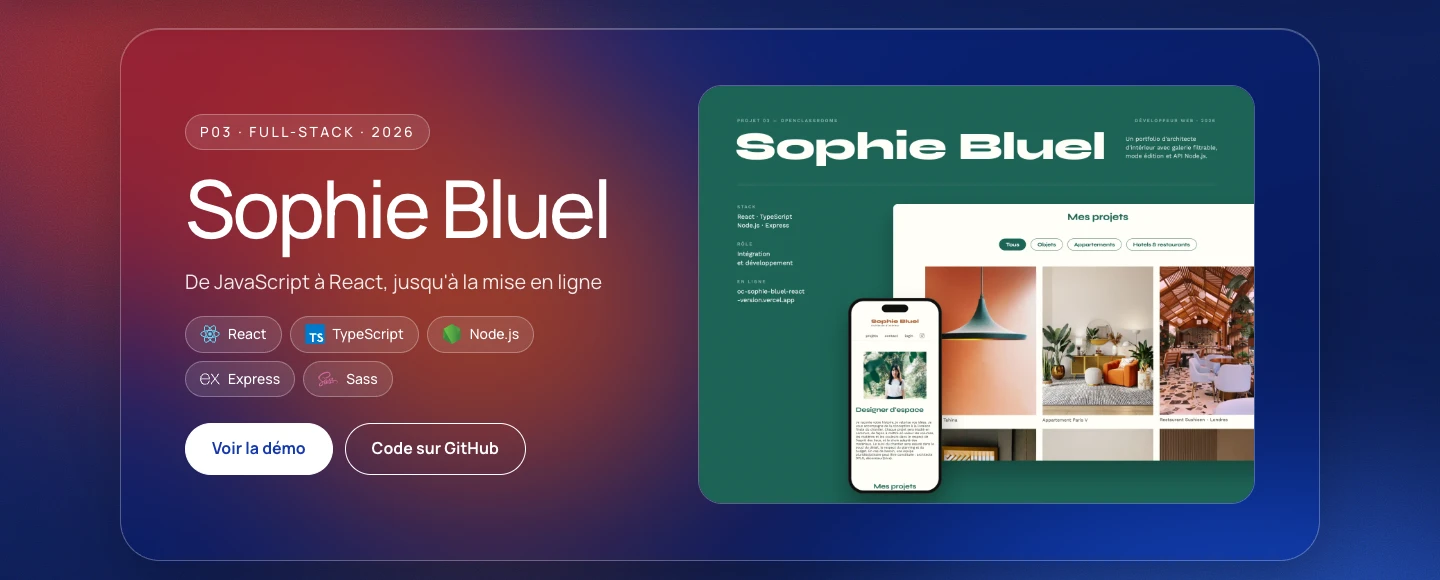 P03 · FULL-STACK · 2026
Sophie Bluel
De JavaScript à React, jusqu'à la mise en ligne
React
TS TypeScript
Node.js
ex Express
Sass Sass
Voir la démo
Code sur GitHub
PROJET 03 — OPENCLASSROOMS
DÉVELOPPEUR WEB · 2026
Sophie Bluel
Un portfolio d'architecte
d'intérieur avec galerie filtrable,
mode édition et API Node.js.
STACK
React · TypeScript
Node.js · Express
RÔLE
Intégration
et développement
EN LIGNE
oc-sophie-bluel-react
-version.vercel.app
Mes projets
Tous
Objets
Appartements
Hotels & restaurants
Tahina
Appartement Paris V
Restaurant Sushisen - Londres
Sophie Bluel
projets contact login
Designer d'espace
Mes projets